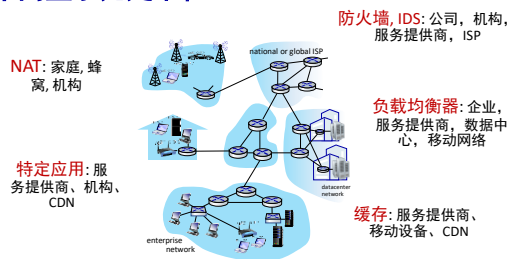 防火墙, IDS: 公司, 机构,
服务提供商, ISP
national or global ISP
NAT: 家庭, 蜂
窝, 机构
负载均衡器: 企业,
服务提供商, 数据中
心, 移动网络
特定应用: 服
务提供商、机构、
CDN
datacenter
network
缓存: 服务提供商、
移动设备、CDN
enterprise
network